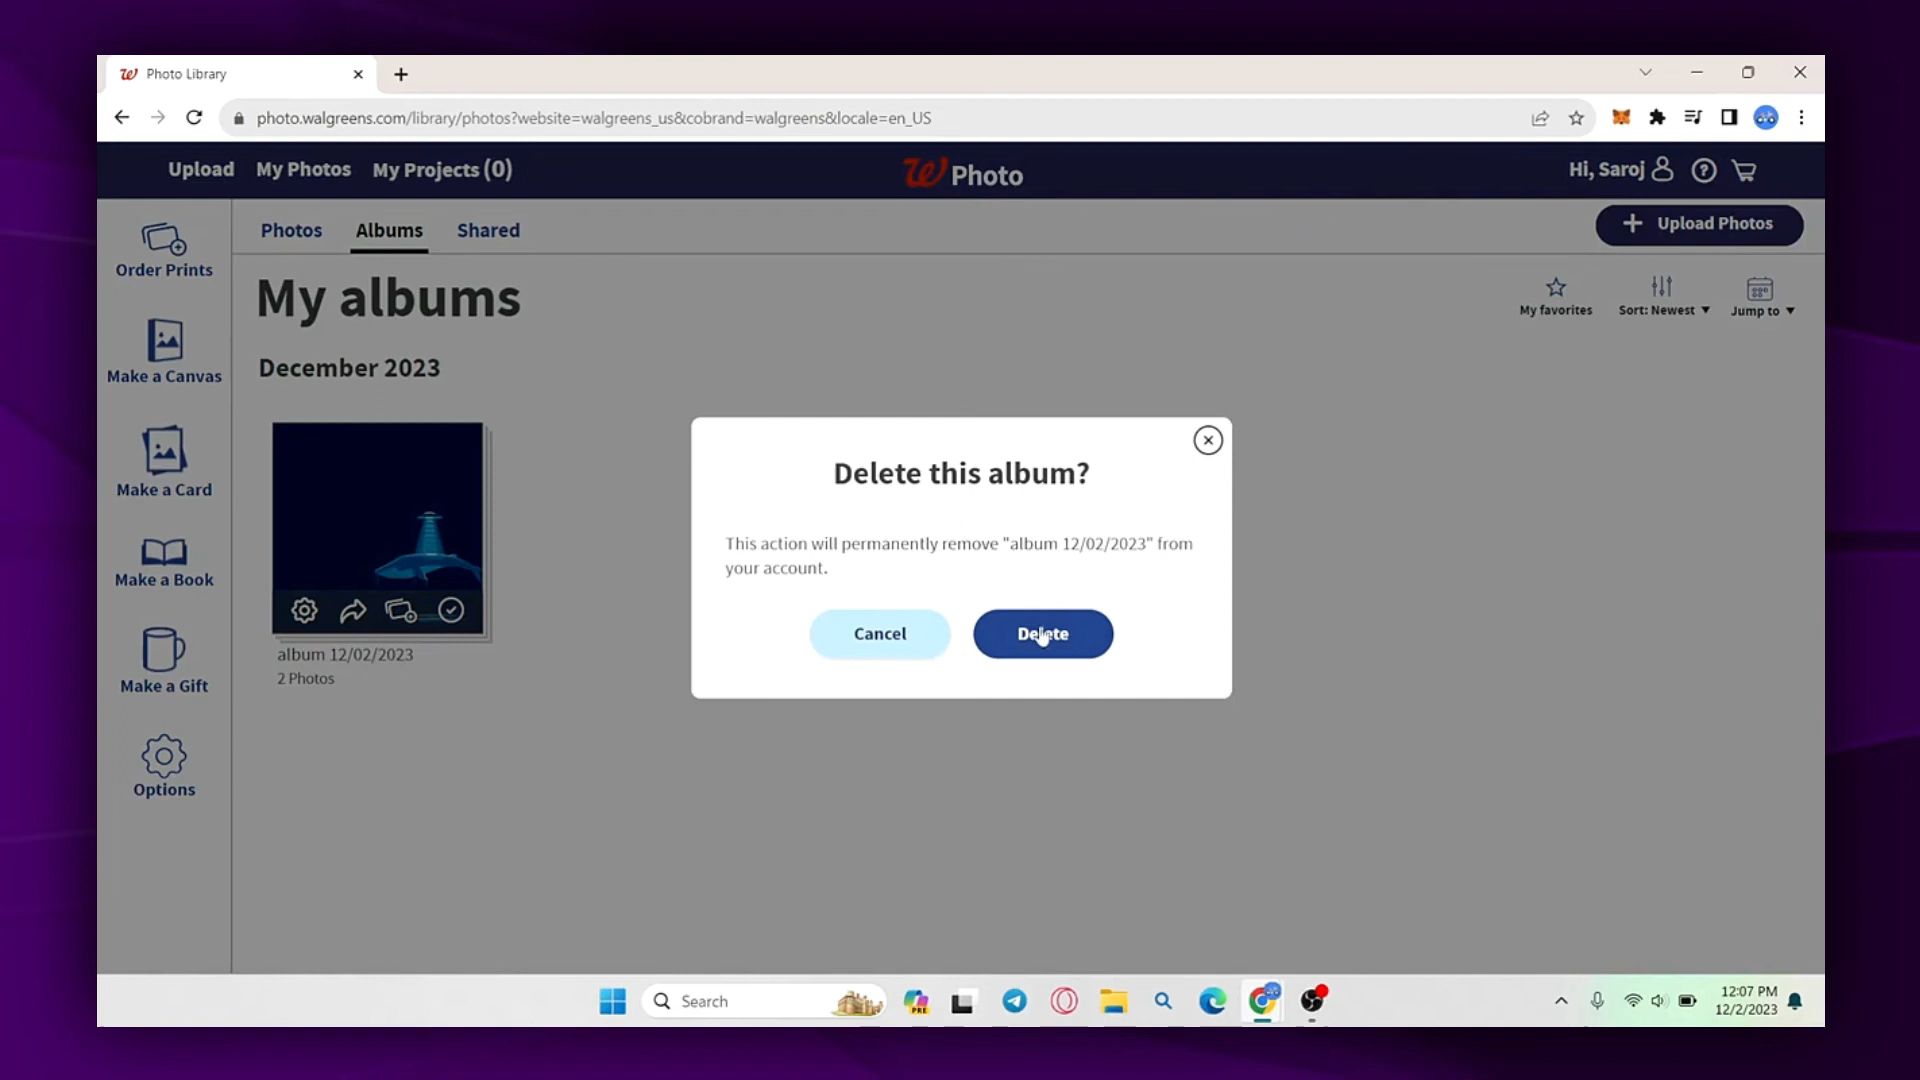 Photo Library
photo.walgreens.com/library/photos?website=walgreens_us&cobrand=walgreens&locale=en_US
Upload My Photos My Projects (0)
W Photo
Hi, Saroj
Photos Albums Shared
Upload Photos
Order Prints
Make a Canvas
Make a Card
Make a Book
Make a Gift
Options
My albums
My favorites
Sort: Newest
Jump to
December 2023
album 12/02/2023
2 Photos
Delete this album?
This action will permanently remove "album 12/02/2023" from
your account.
Cancel
Delete
Search
PRE
12:07 PM
12/2/2023